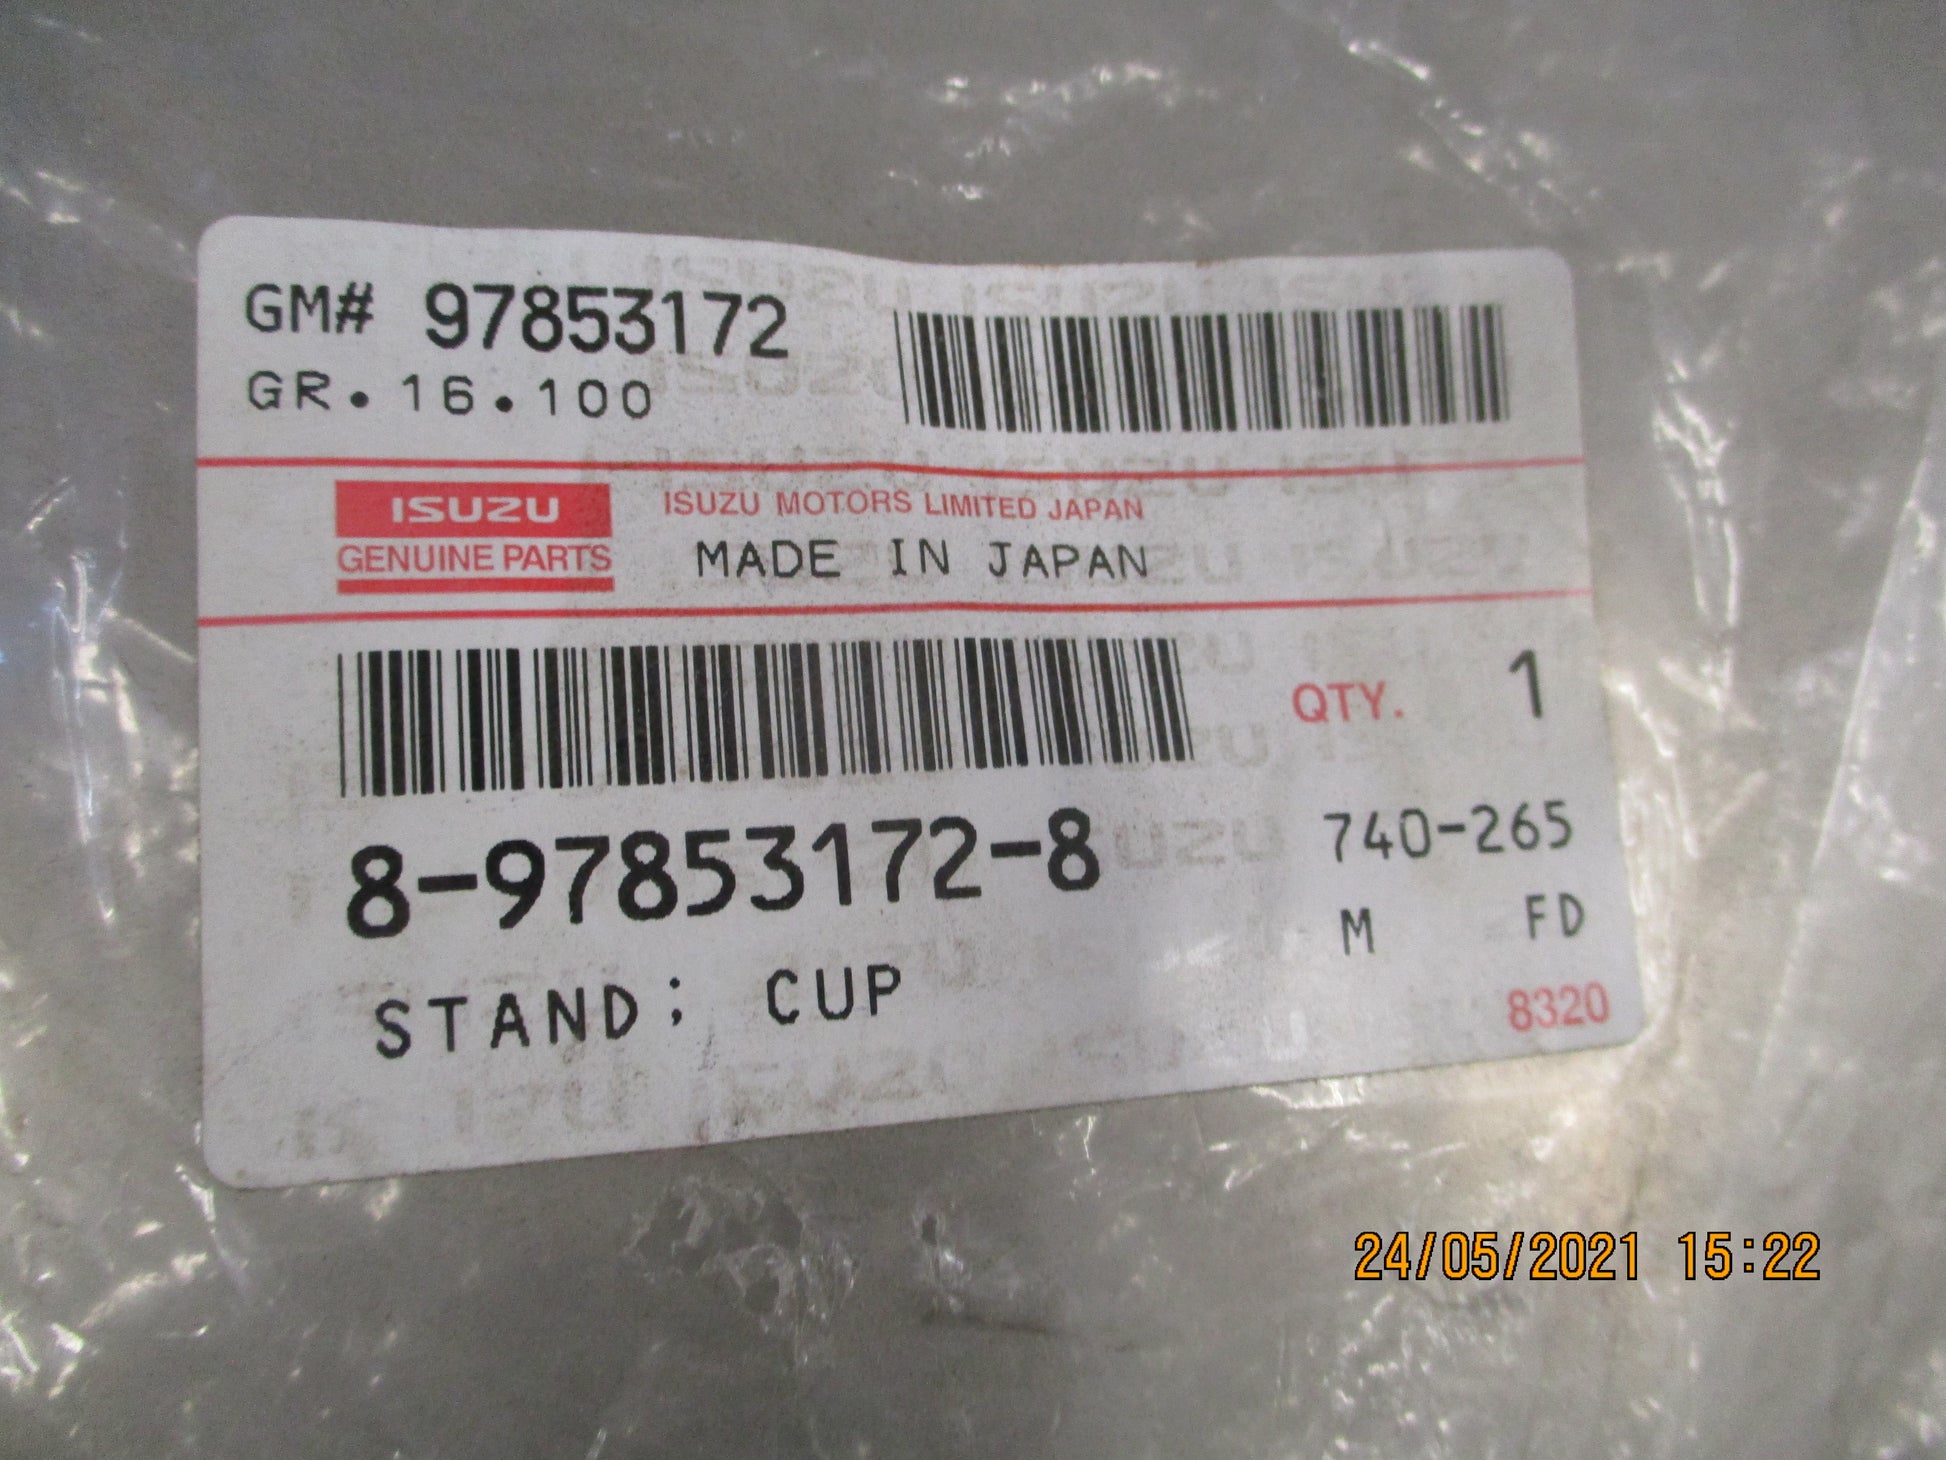 GM# 97853172
GR.16.100
ISUZU
GENUINE PARTS
ISUZU MOTORS LIMITED JAPAN
MADE IN JAPAN
QTY. 1
8-97853172-8
740-265
M FD
STAND; CUP
8320
24/05/2021 15:22